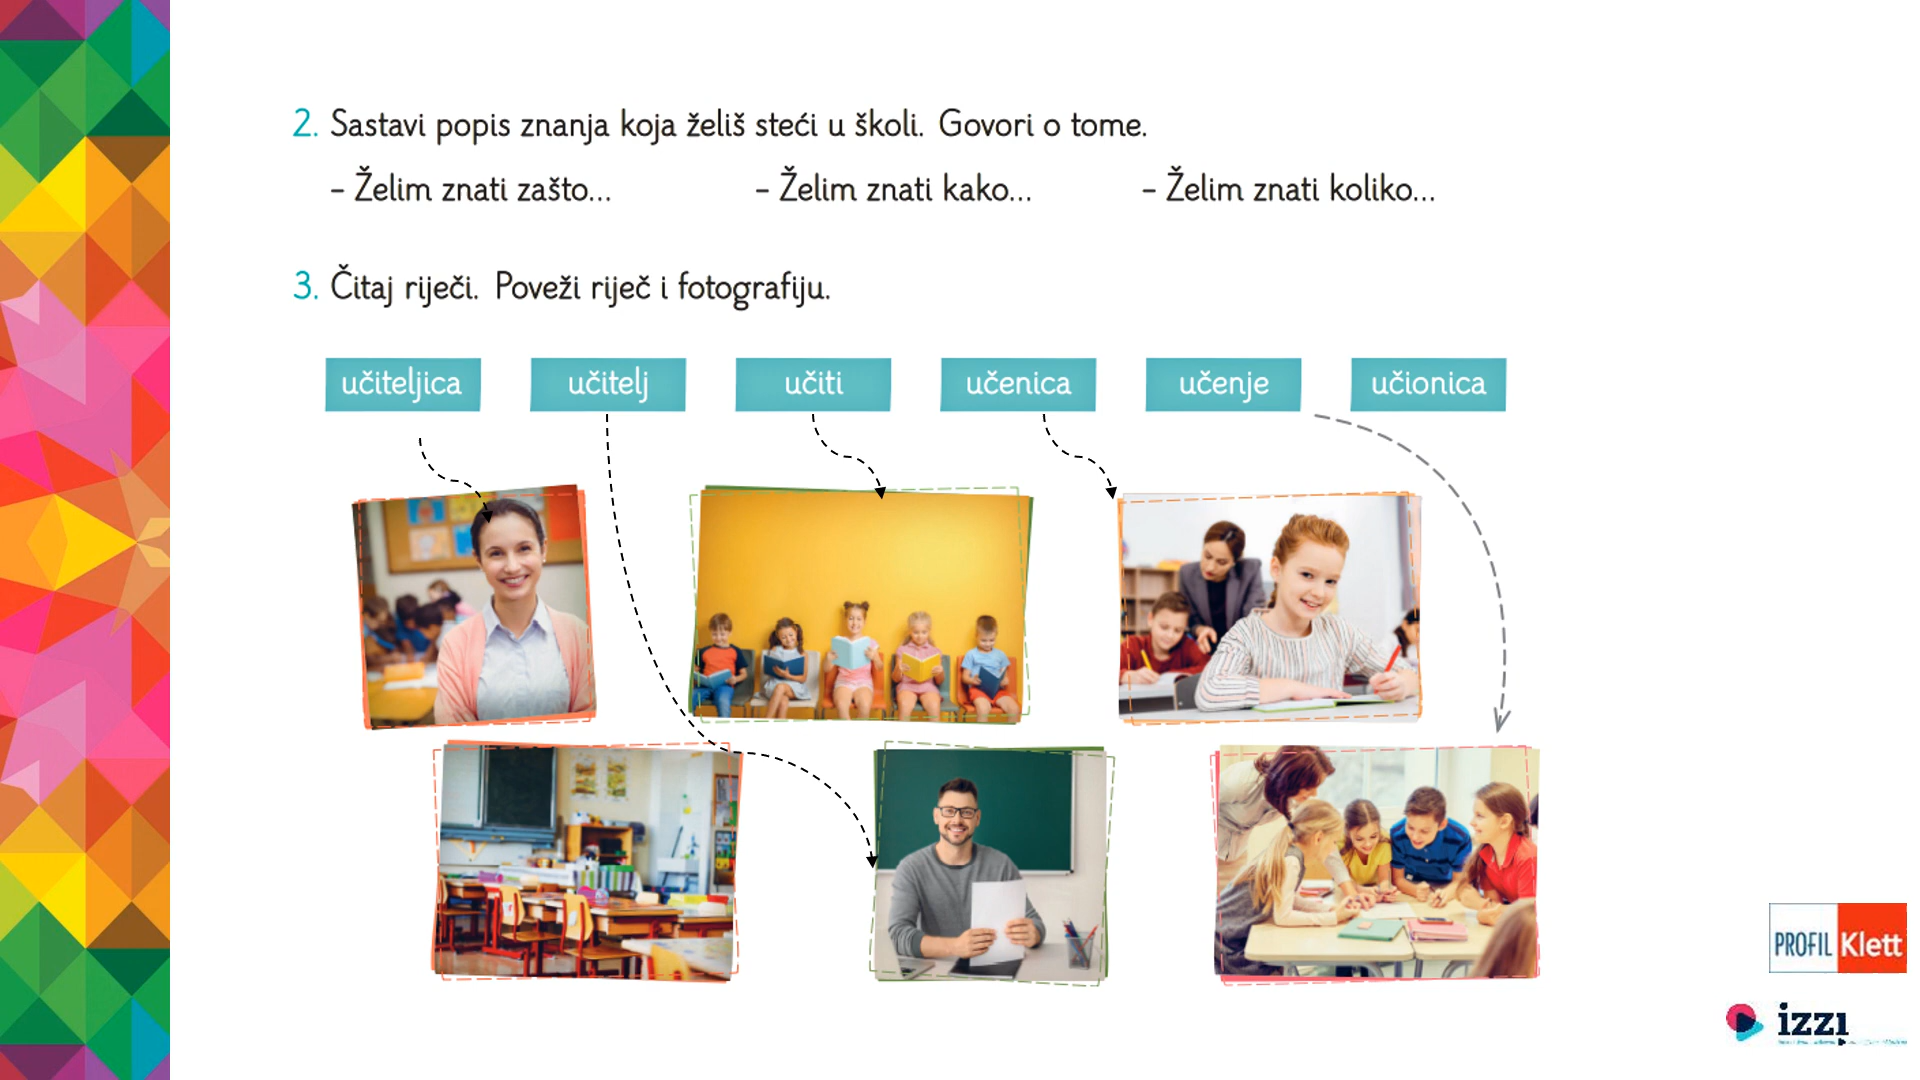 2. Sastavi popis znanja koja želiš steći u školi. Govori o tome.
– Želim znati zašto... – Želim znati kako... – Želim znati koliko...
3. Čitaj riječi. Poveži riječ i fotografiju.
učiteljica učitelj učiti učenica učenje učionica
PROFIL Klett
izzi